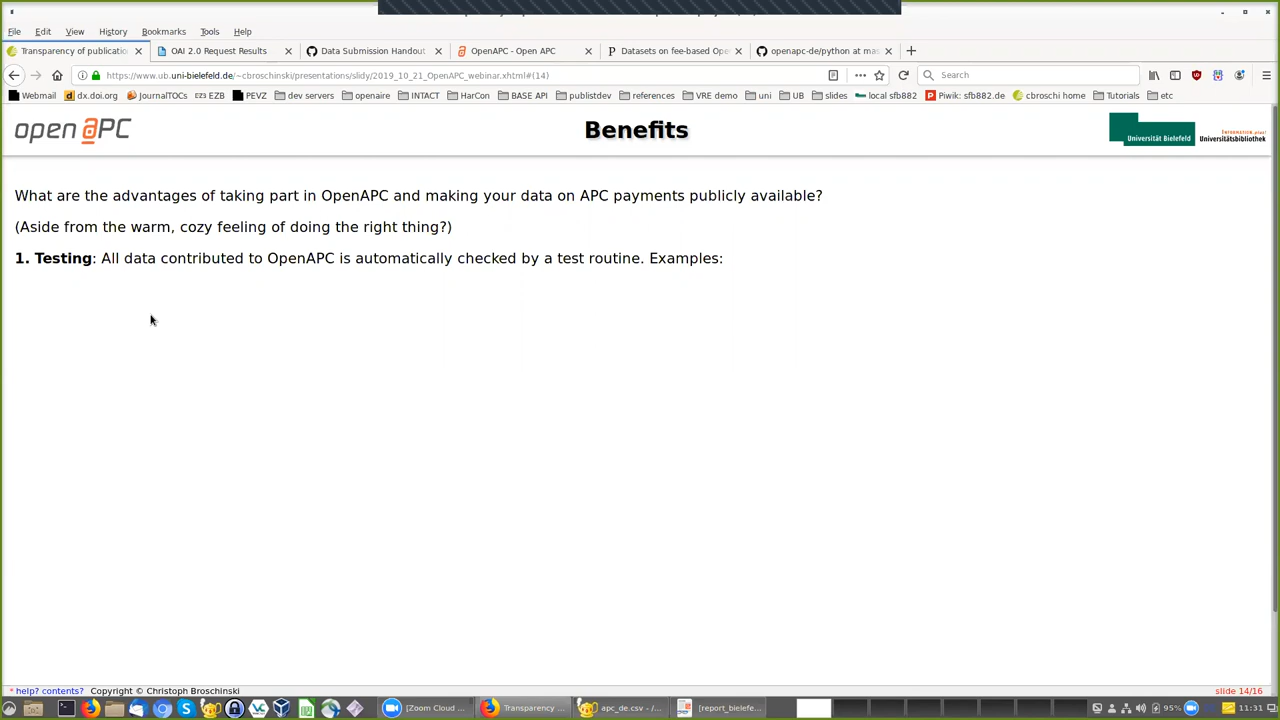 File Edit View History Bookmarks Tools Help
Transparency of publicatio OAI 2.0 Request Results Data Submission Handout OpenAPC - Open APC Datasets on fee-based Ope openapc-de/python at mas
https://www.ub.uni-bielefeld.de/~cbroschinski/presentations/slidy/2019_10_21_OpenAPC_webinar.xhtml#(14) Search
Webmail dx.doi.org JournalTOCs EZB EZB PEVZ dev servers openaire INTACT HarCon BASE API publistdev references VRE demo uni UB slides local sfb882 Piwik: sfb882.de cbroschi home Tutorials etc
open aPC Benefits Universität Bielefeld Universitätsbibliothek
What are the advantages of taking part in OpenAPC and making your data on APC payments publicly available?
(Aside from the warm, cozy feeling of doing the right thing?)
1. Testing: All data contributed to OpenAPC is automatically checked by a test routine. Examples:
* help? contents? Copyright © Christoph Broschinski slide 14/16
[Zoom Cloud ... Transparency ... apc_de.csv - /... [report_bielefe... 95% 11:31